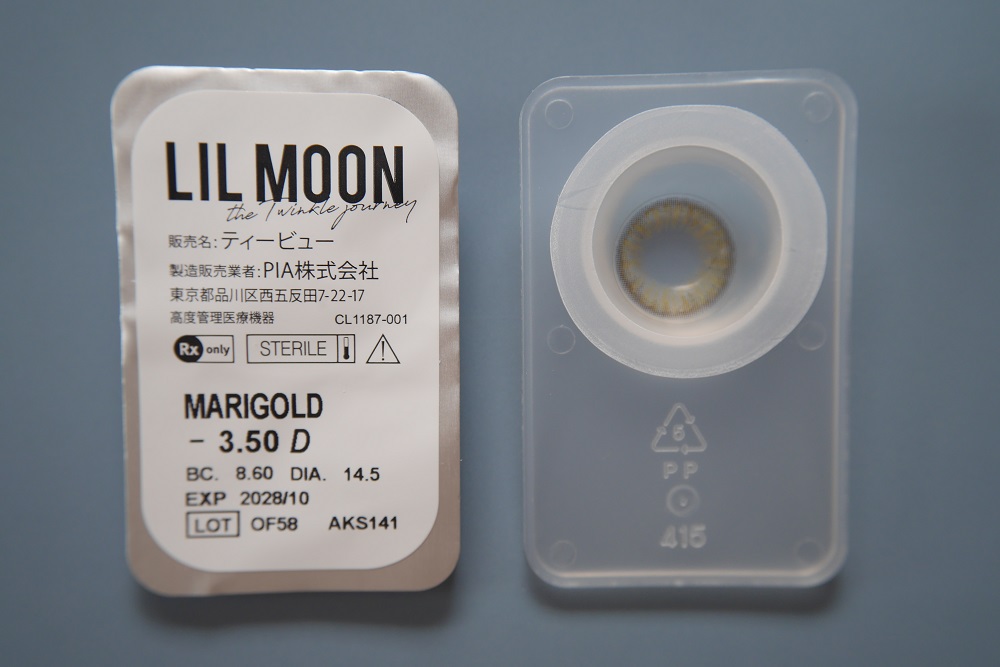 LIL MOON
the Twinkle journey
販売名：ティービュー
製造販売業者：PIA株式会社
東京都品川区西五反田7-22-17
高度管理医療機器 CL1187-001
Rx only STERILE
MARIGOLD
- 3.50 D
BC. 8.60 DIA. 14.5
EXP 2028/10
LOT OF58 AKS141
5
PP
415